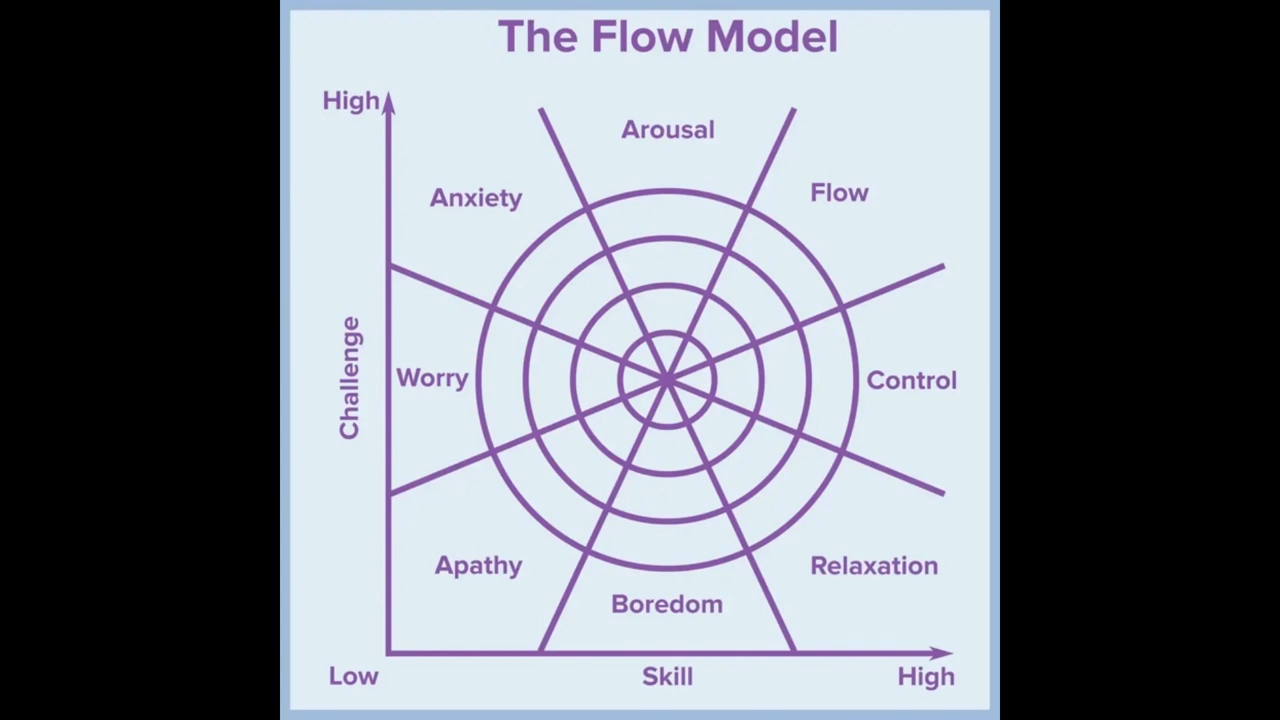 The Flow Model
High
Arousal
Anxiety
Flow
Challenge
Worry
Control
Apathy
Relaxation
Boredom
Low
Skill
High